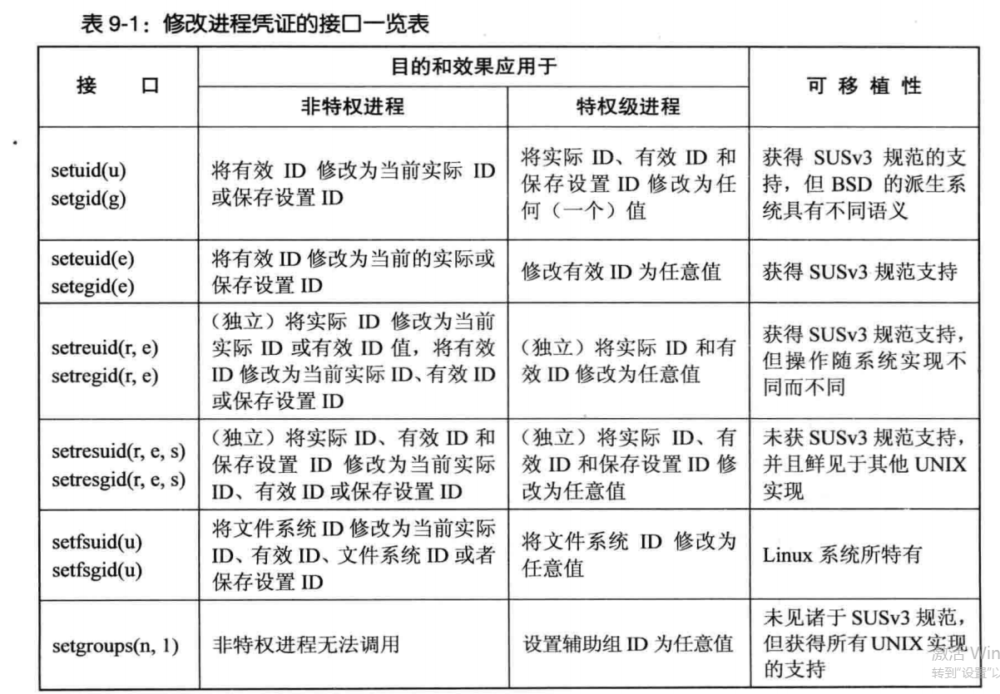 表 9-1：修改进程凭证的接口一览表
接 口
目的和效果应用于
可 移 植 性
非特权进程
特权级进程
setuid(u)
setgid(g)
将有效 ID 修改为当前实际 ID
或保存设置 ID
将实际 ID、有效 ID 和
保存设置 ID 修改为任
何（一个）值
获得 SUSv3 规范的支
持，但 BSD 的派生系
统具有不同语义
seteuid(e)
setegid(e)
将有效 ID 修改为当前的实际或
保存设置 ID
修改有效 ID 为任意值
获得 SUSv3 规范支持
setreuid(r, e)
setregid(r, e)
（独立）将实际 ID 修改为当前
实际 ID 或有效 ID 值，将有效
ID 修改为当前实际 ID、有效 ID
或保存设置 ID
（独立）将实际 ID 和有
效 ID 修改为任意值
获得 SUSv3 规范支持，
但操作随系统实现不
同而不同
setresuid(r, e, s)
setresgid(r, e, s)
（独立）将实际 ID、有效 ID 和
保存设置 ID 修改为当前实际
ID、有效 ID 或保存设置 ID
（独立）将实际 ID、有
效 ID 和保存设置 ID 修
改为任意值
未获 SUSv3 规范支持，
并且鲜见于其他 UNIX
实现
setfsuid(u)
setfsgid(u)
将文件系统 ID 修改为当前实际
ID、有效 ID、文件系统 ID 或者
保存设置 ID
将文件系统 ID 修改为
任意值
Linux 系统所特有
setgroups(n, 1)
非特权进程无法调用
设置辅助组 ID 为任意值
未见诸于 SUSv3 规范，
但获得所有 UNIX 实现
的支持
激活 Win
转到"设置"以